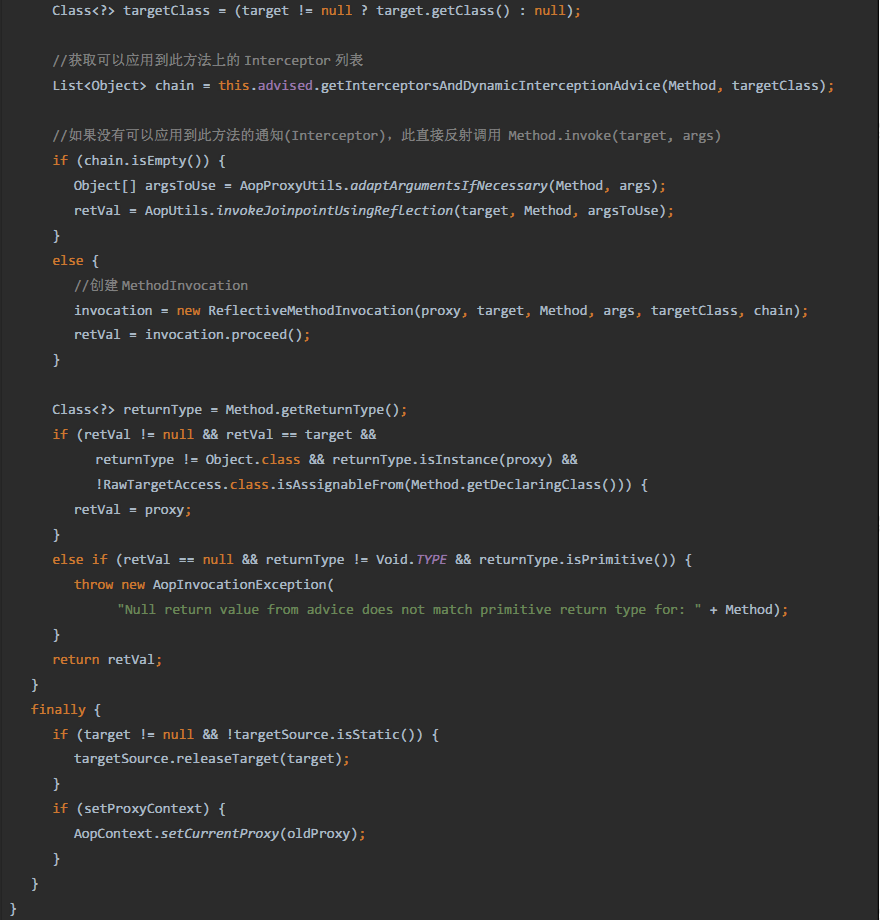 Class<?> targetClass = (target != null ? target.getClass() : null);
//获取可以应用到此方法上的 Interceptor 列表
List<Object> chain = this.advised.getInterceptorsAndDynamicInterceptionAdvice(Method, targetClass);
//如果没有可以应用到此方法的通知(Interceptor)，此直接反射调用 Method.invoke(target, args)
if (chain.isEmpty()) {
Object[] argsToUse = AopProxyUtils.adaptArgumentsIfNecessary(Method, args);
retVal = AopUtils.invokeJoinpointUsingReflection(target, Method, argsToUse);
}
else {
//创建 MethodInvocation
invocation = new ReflectiveMethodInvocation(proxy, target, Method, args, targetClass, chain);
retVal = invocation.proceed();
}
Class<?> returnType = Method.getReturnType();
if (retVal != null && retVal == target &&
returnType != Object.class && returnType.isInstance(proxy) &&
!RawTargetAccess.class.isAssignableFrom(Method.getDeclaringClass())) {
retVal = proxy;
}
else if (retVal == null && returnType != Void.TYPE && returnType.isPrimitive()) {
throw new AopInvocationException(
"Null return value from advice does not match primitive return type for: " + Method);
}
return retVal;
}
finally {
if (target != null && !targetSource.isStatic()) {
targetSource.releaseTarget(target);
}
if (setProxyContext) {
AopContext.setCurrentProxy(oldProxy);
}
}
}